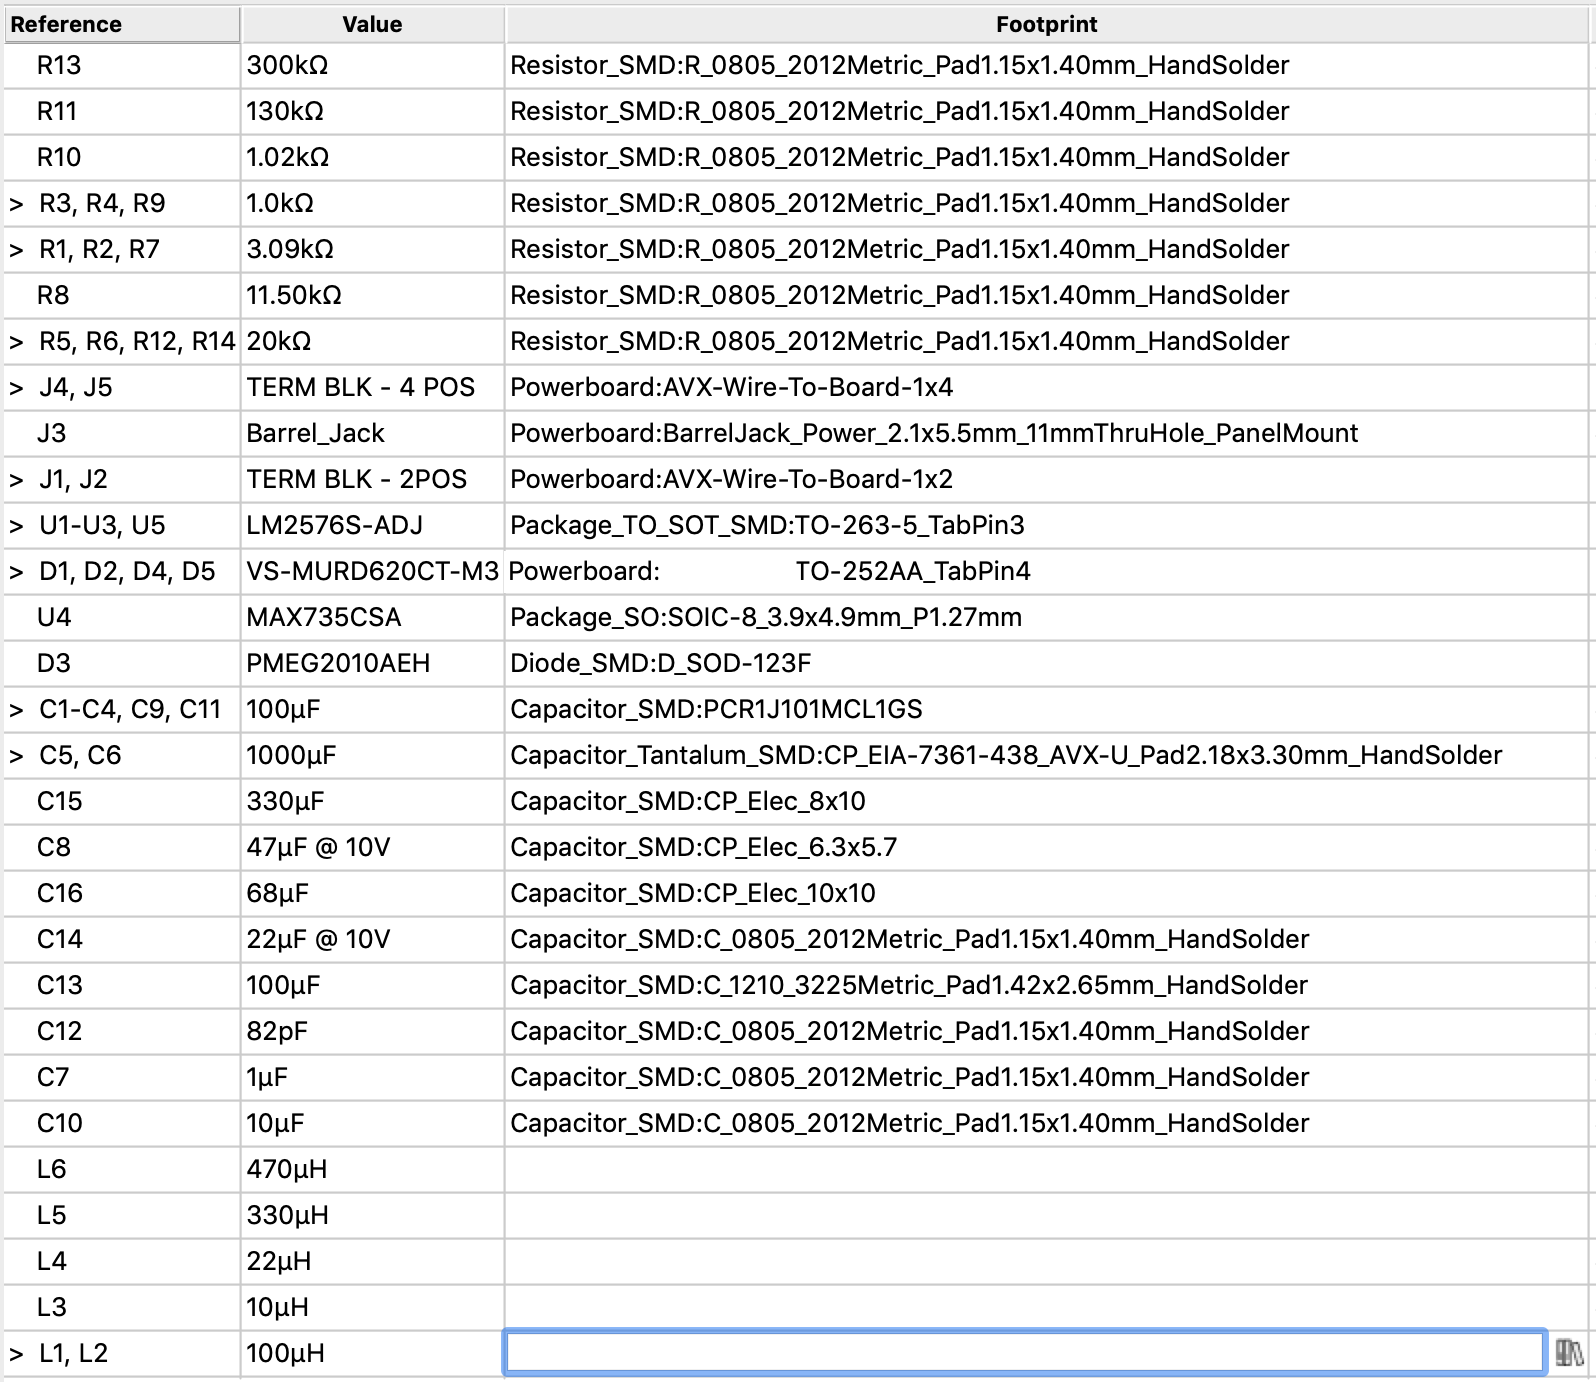 Reference Value Footprint
R13 300kΩ Resistor_SMD:R_0805_2012Metric_Pad1.15x1.40mm_HandSolder
R11 130kΩ Resistor_SMD:R_0805_2012Metric_Pad1.15x1.40mm_HandSolder
R10 1.02kΩ Resistor_SMD:R_0805_2012Metric_Pad1.15x1.40mm_HandSolder
> R3, R4, R9 1.0kΩ Resistor_SMD:R_0805_2012Metric_Pad1.15x1.40mm_HandSolder
> R1, R2, R7 3.09kΩ Resistor_SMD:R_0805_2012Metric_Pad1.15x1.40mm_HandSolder
R8 11.50kΩ Resistor_SMD:R_0805_2012Metric_Pad1.15x1.40mm_HandSolder
> R5, R6, R12, R14 20kΩ Resistor_SMD:R_0805_2012Metric_Pad1.15x1.40mm_HandSolder
> J4, J5 TERM BLK - 4 POS Powerboard:AVX-Wire-To-Board-1x4
J3 Barrel_Jack Powerboard:BarrelJack_Power_2.1x5.5mm_11mmThruHole_PanelMount
> J1, J2 TERM BLK - 2POS Powerboard:AVX-Wire-To-Board-1x2
> U1-U3, U5 LM2576S-ADJ Package_TO_SOT_SMD:TO-263-5_TabPin3
> D1, D2, D4, D5 VS-MURD620CT-M3 Powerboard: TO-252AA_TabPin4
U4 MAX735CSA Package_SO:SOIC-8_3.9x4.9mm_P1.27mm
D3 PMEG2010AEH Diode_SMD:D_SOD-123F
> C1-C4, C9, C11 100µF Capacitor_SMD:PCR1J101MCL1GS
> C5, C6 1000µF Capacitor_Tantalum_SMD:CP_EIA-7361-438_AVX-U_Pad2.18x3.30mm_HandSolder
C15 330µF Capacitor_SMD:CP_Elec_8x10
C8 47µF @ 10V Capacitor_SMD:CP_Elec_6.3x5.7
C16 68µF Capacitor_SMD:CP_Elec_10x10
C14 22µF @ 10V Capacitor_SMD:C_0805_2012Metric_Pad1.15x1.40mm_HandSolder
C13 100µF Capacitor_SMD:C_1210_3225Metric_Pad1.42x2.65mm_HandSolder
C12 82pF Capacitor_SMD:C_0805_2012Metric_Pad1.15x1.40mm_HandSolder
C7 1µF Capacitor_SMD:C_0805_2012Metric_Pad1.15x1.40mm_HandSolder
C10 10µF Capacitor_SMD:C_0805_2012Metric_Pad1.15x1.40mm_HandSolder
L6 470µH
L5 330µH
L4 22µH
L3 10µH
> L1, L2 100µH